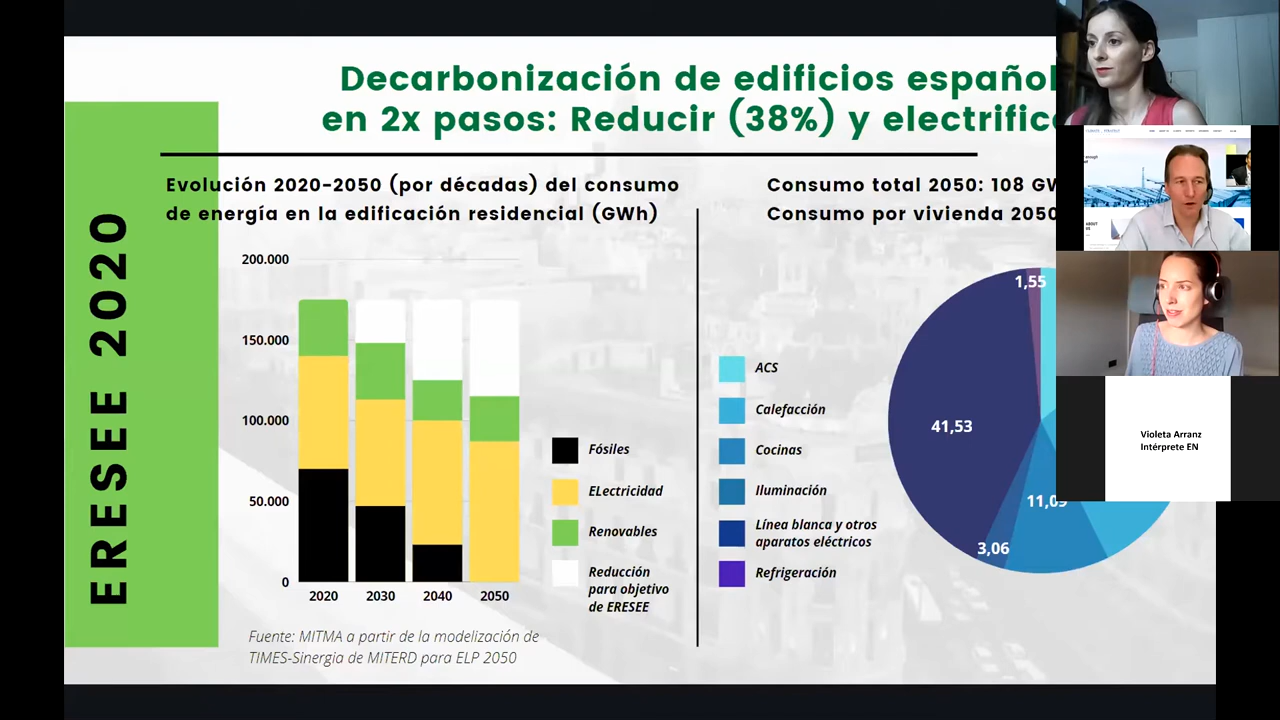 Decarbonización de edificios español
en 2x pasos: Reducir (38%) y electrific
ERESEE 2020
Evolución 2020-2050 (por décadas) del consumo
de energía en la edificación residencial (GWh)
200.000
150.000
100.000
50.000
0
2020
2030
2040
2050
Fósiles
ELectricidad
Renovables
Reducción
para objetivo
de ERESEE
Fuente: MITMA a partir de la modelización de
TIMES-Sinergia de MITERD para ELP 2050
Consumo total 2050: 108 GW
Consumo por vivienda 2050
ACS
Calefacción
Cocinas
Iluminación
Línea blanca y otros
aparatos eléctricos
Refrigeración
1,55
41,53
11,09
3,06
Violeta Arranz
Intérprete EN